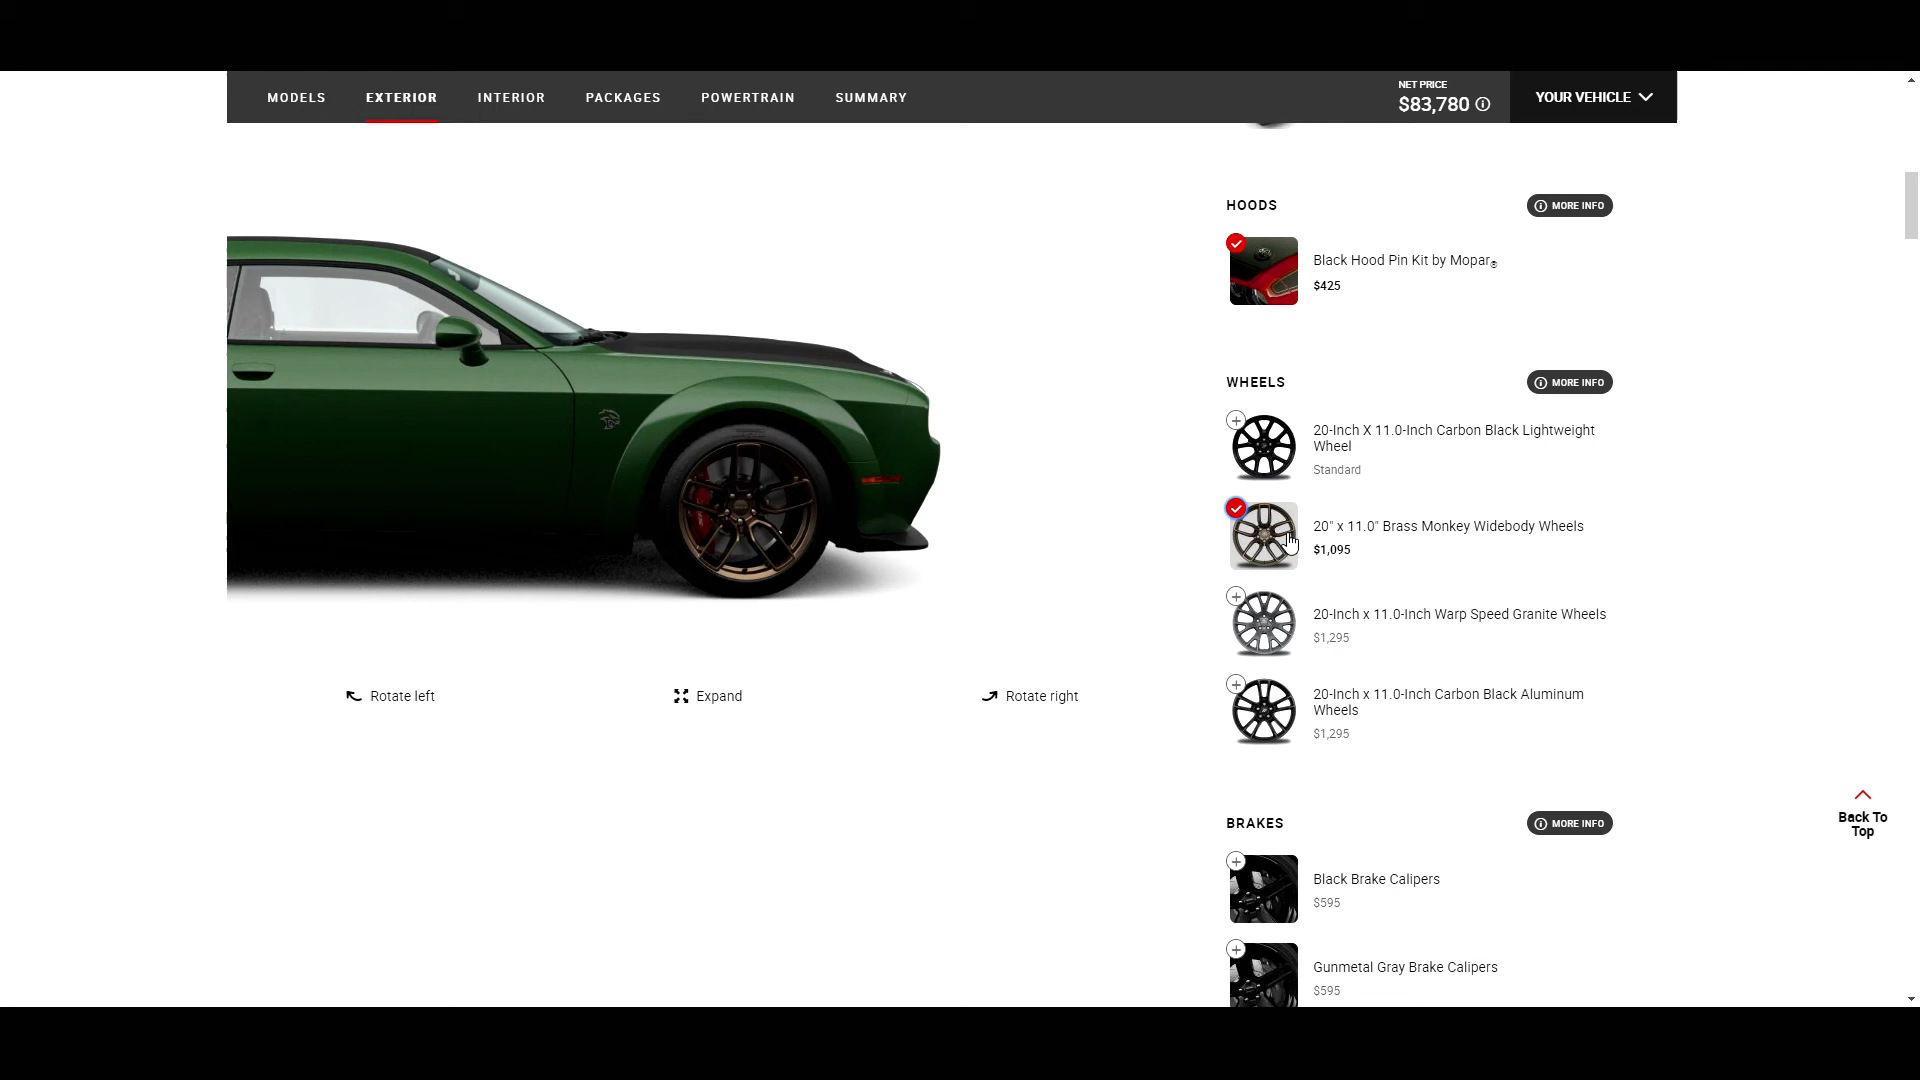 MODELS
EXTERIOR
INTERIOR
PACKAGES
POWERTRAIN
SUMMARY
NET PRICE
$83,780
YOUR VEHICLE
HOODS
MORE INFO
Black Hood Pin Kit by Mopar®
$425
WHEELS
MORE INFO
20-Inch X 11.0-Inch Carbon Black Lightweight
Wheel
Standard
20" x 11.0" Brass Monkey Widebody Wheels
$1,095
20-Inch x 11.0-Inch Warp Speed Granite Wheels
$1,295
20-Inch x 11.0-Inch Carbon Black Aluminum
Wheels
$1,295
Rotate left
Expand
Rotate right
BRAKES
MORE INFO
Black Brake Calipers
$595
Gunmetal Gray Brake Calipers
$595
Back To
Top